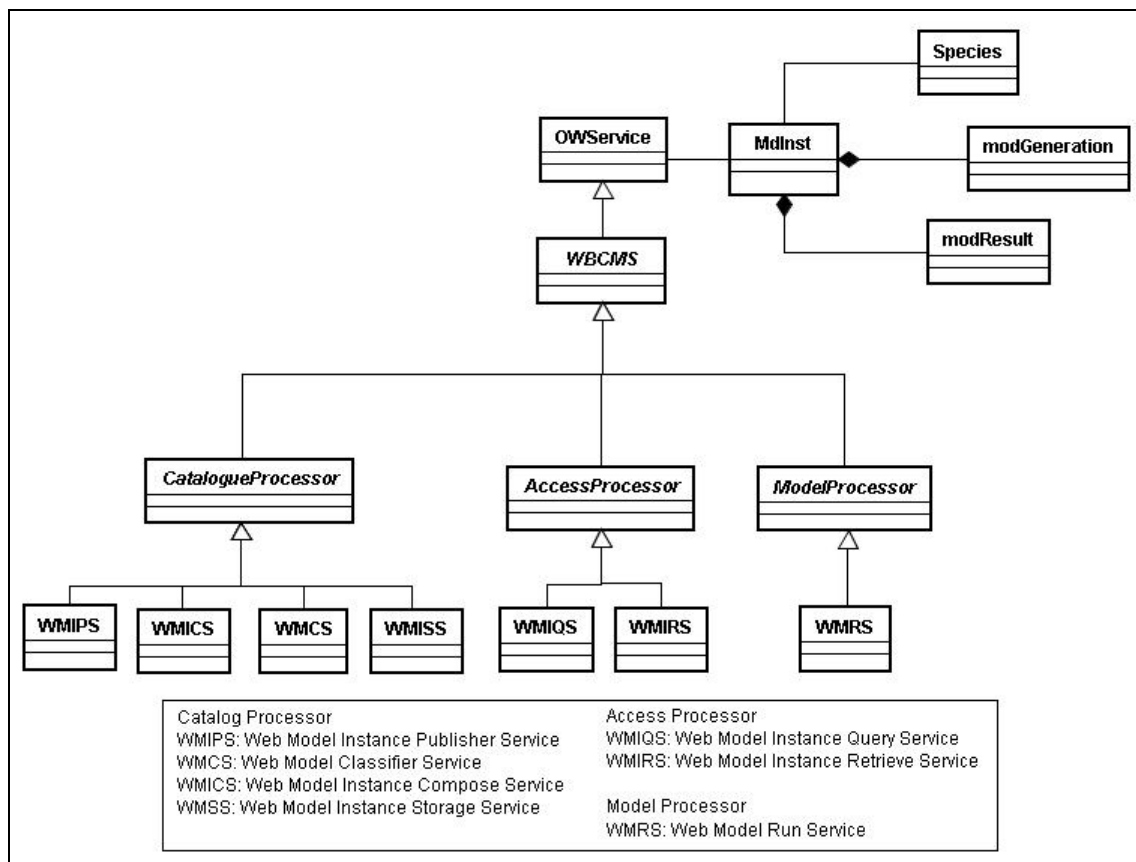 Species
OWService
MdInst
modGeneration
modResult
WBCMS
CatalogueProcessor
AccessProcessor
ModelProcessor
WMIPS
WMICS
WMCS
WMISS
WMIQS
WMIRS
WMRS
Catalog Processor
WMIPS: Web Model Instance Publisher Service
WMCS: Web Model Classifier Service
WMICS: Web Model Instance Compose Service
WMSS: Web Model Instance Storage Service
Access Processor
WMIQS: Web Model Instance Query Service
WMIRS: Web Model Instance Retrieve Service
Model Processor
WMRS: Web Model Run Service